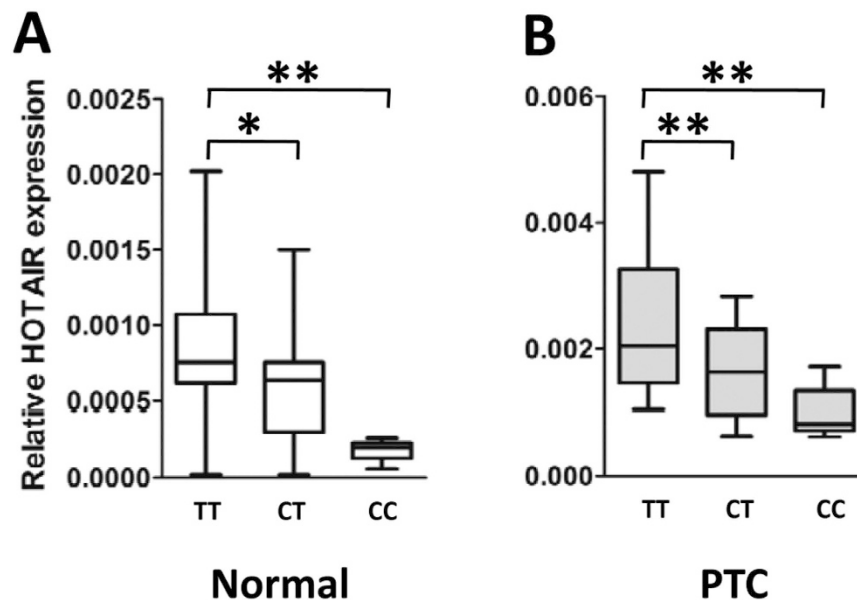 A
B
Relative HOTAIR expression
0.0025
0.0020
0.0015
0.0010
0.0005
0.0000
**
*
TT CT CC
Normal
0.006
0.004
0.002
0.000
**
**
TT CT CC
PTC